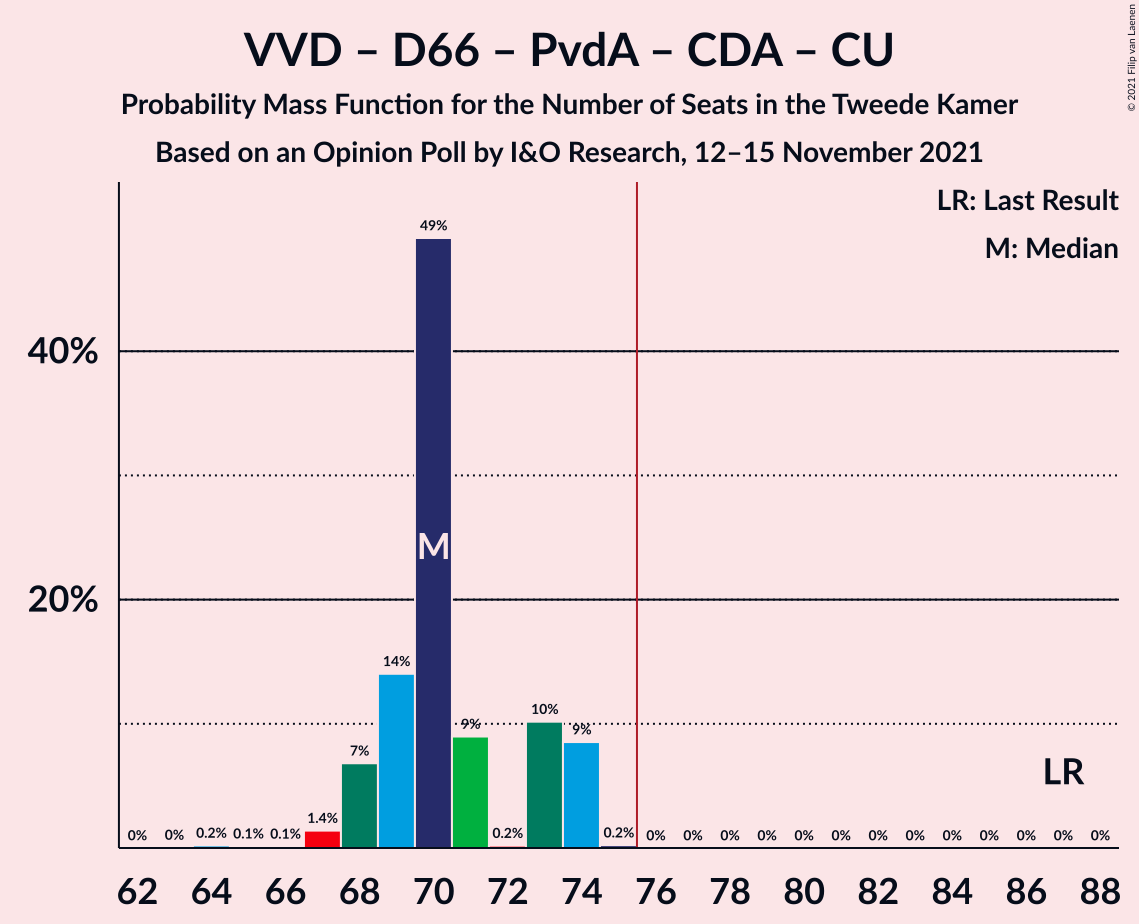 VVD – D66 – PvdA – CDA – CU
Probability Mass Function for the Number of Seats in the Tweede Kamer
Based on an Opinion Poll by I&O Research, 12–15 November 2021
© 2021 Filip van Laenen
LR: Last Result
M: Median
40%
20%
0% 0% 0.2% 0.1% 0.1% 1.4% 7% 14% 49% 9% 0.2% 10% 9% 0.2% 0% 0% 0% 0% 0% 0% 0% 0% 0% 0% 0% 0% 0%
M
LR
62 64 66 68 70 72 74 76 78 80 82 84 86 88